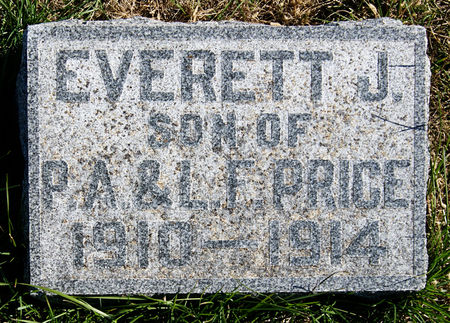 EVERETT J.
SON OF
P. A. & L. F. PRICE
1910 — 1914